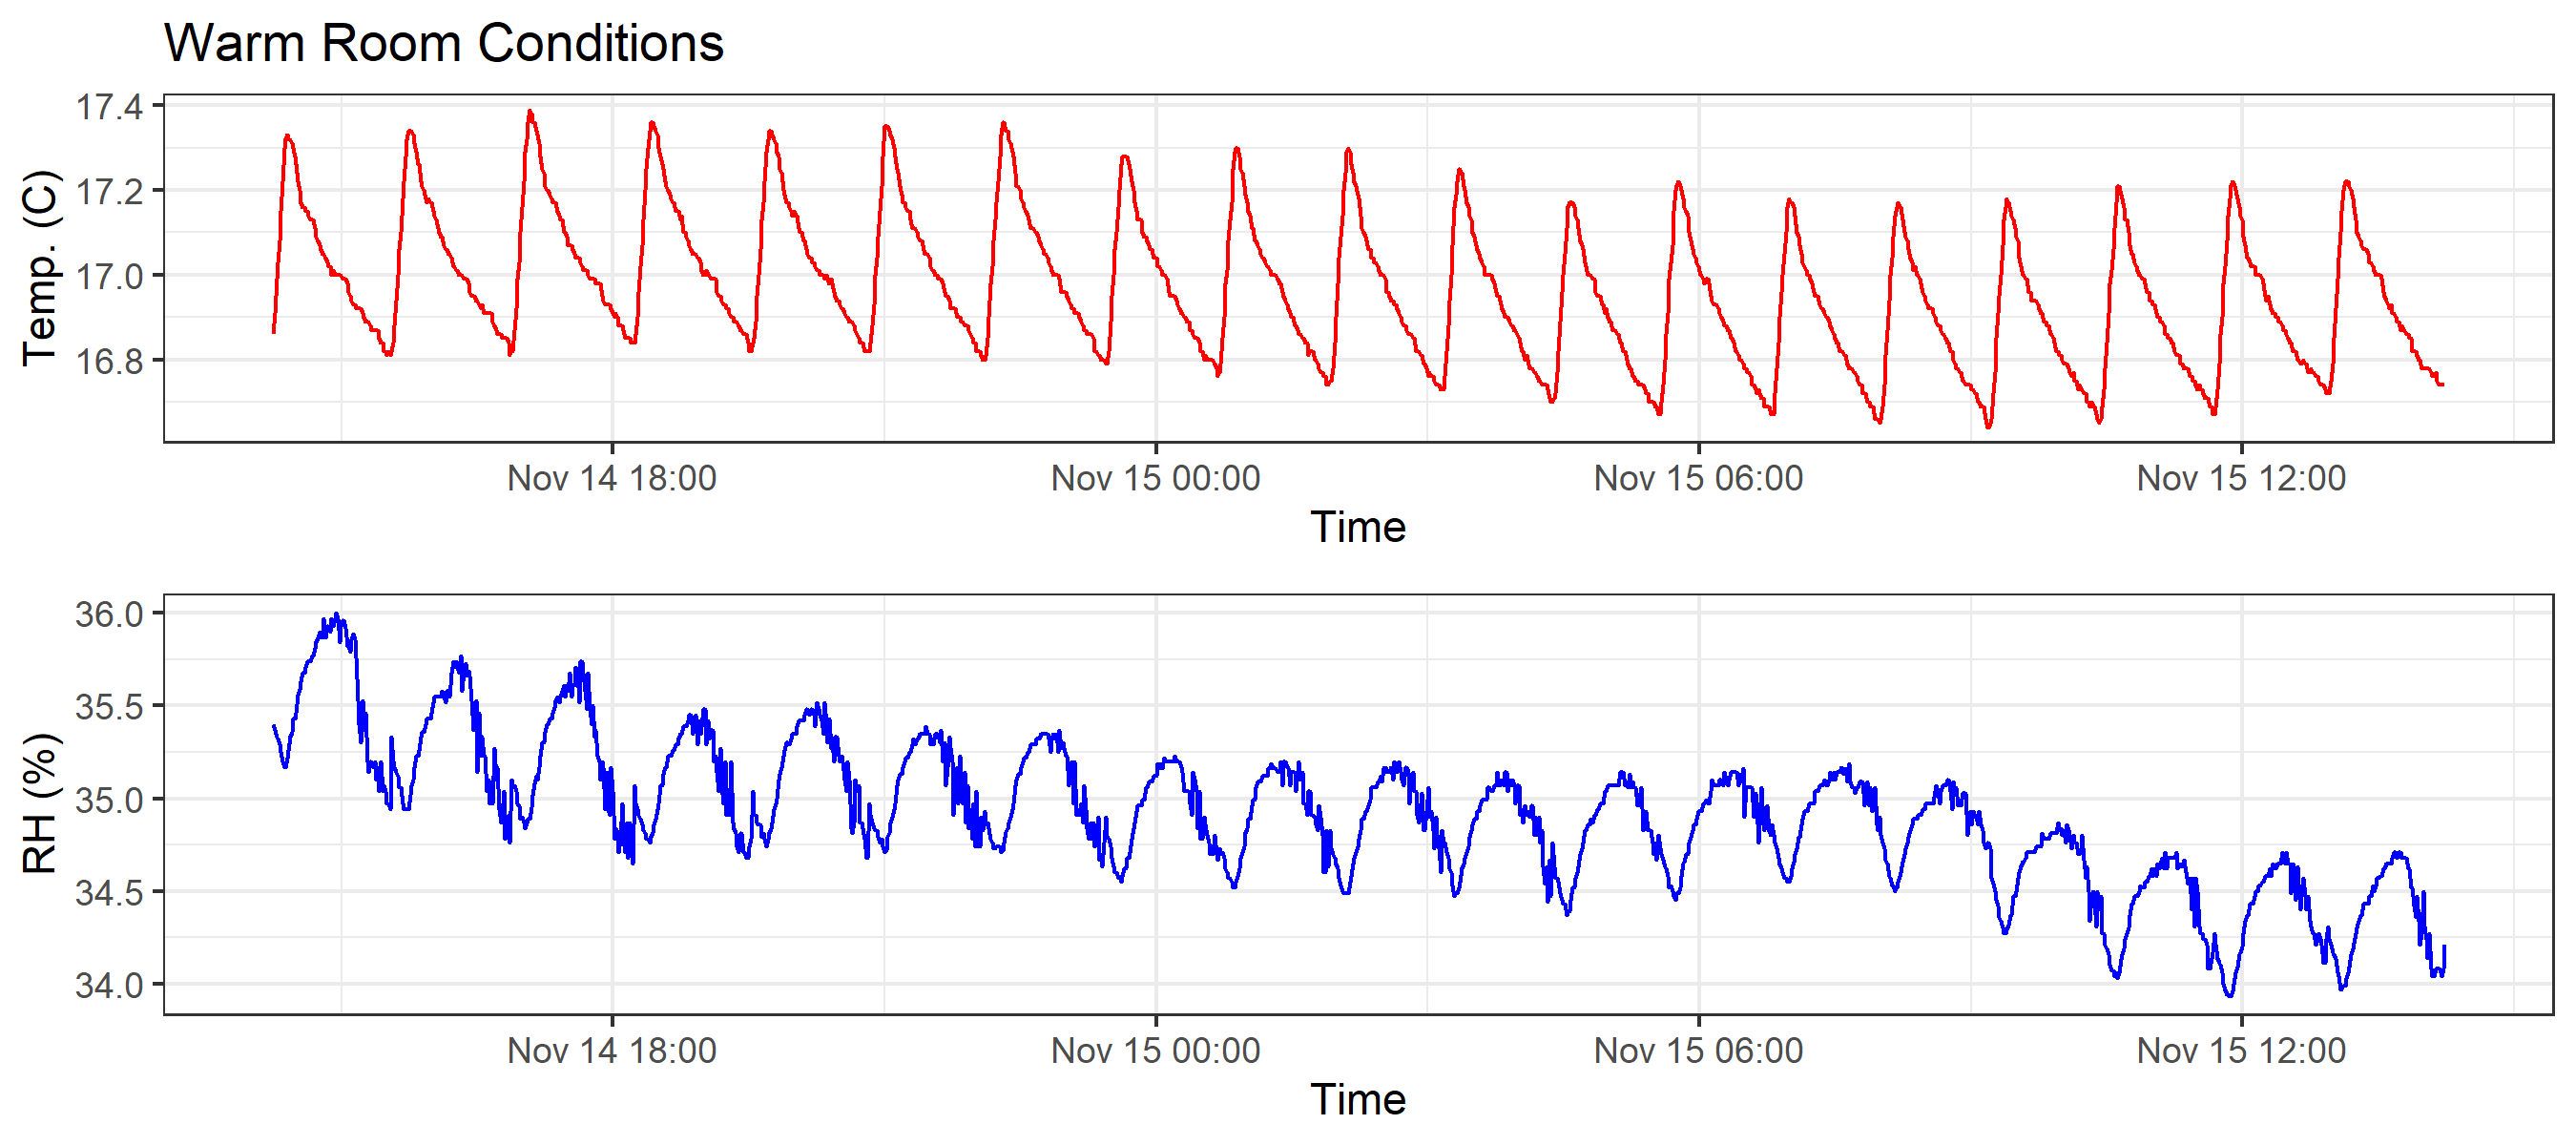 Warm Room Conditions
17.4
17.2
17.0
16.8
Temp. (C)
Nov 14 18:00 Nov 15 00:00 Nov 15 06:00 Nov 15 12:00
Time
36.0
35.5
35.0
34.5
34.0
RH (%)
Nov 14 18:00 Nov 15 00:00 Nov 15 06:00 Nov 15 12:00
Time